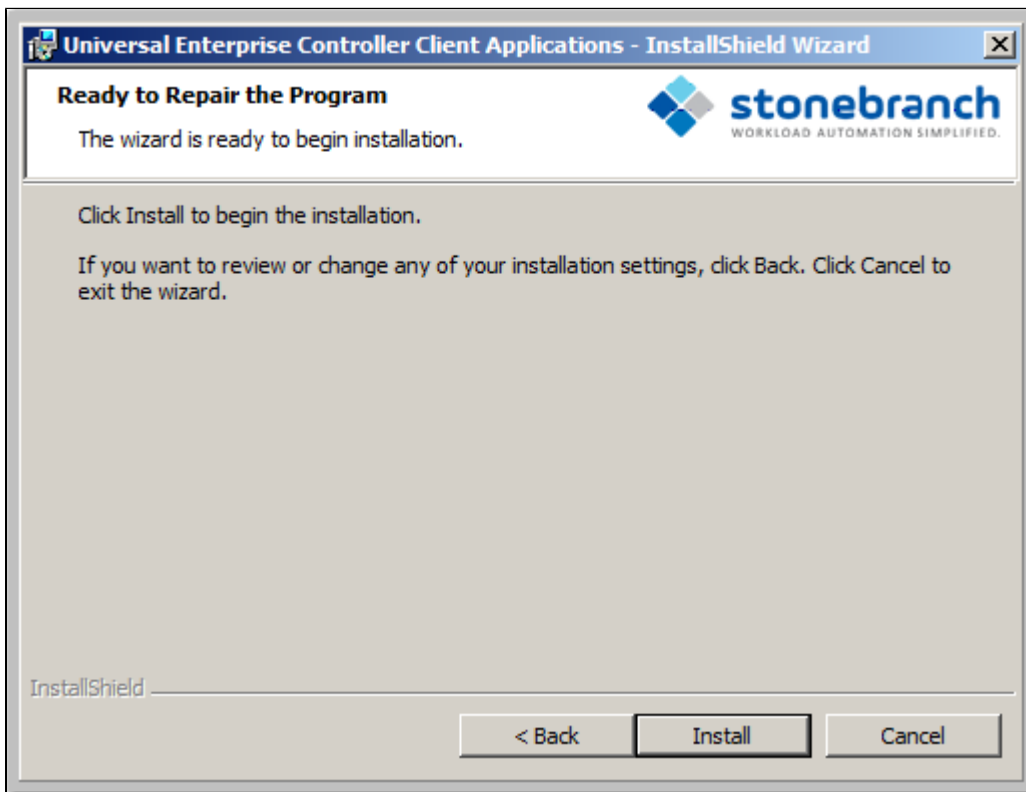 Universal Enterprise Controller Client Applications - InstallShield Wizard
Ready to Repair the Program
The wizard is ready to begin installation.
stonebranch
WORKLOAD AUTOMATION SIMPLIFIED.
Click Install to begin the installation.
If you want to review or change any of your installation settings, click Back. Click Cancel to
exit the wizard.
InstallShield
< Back
Install
Cancel